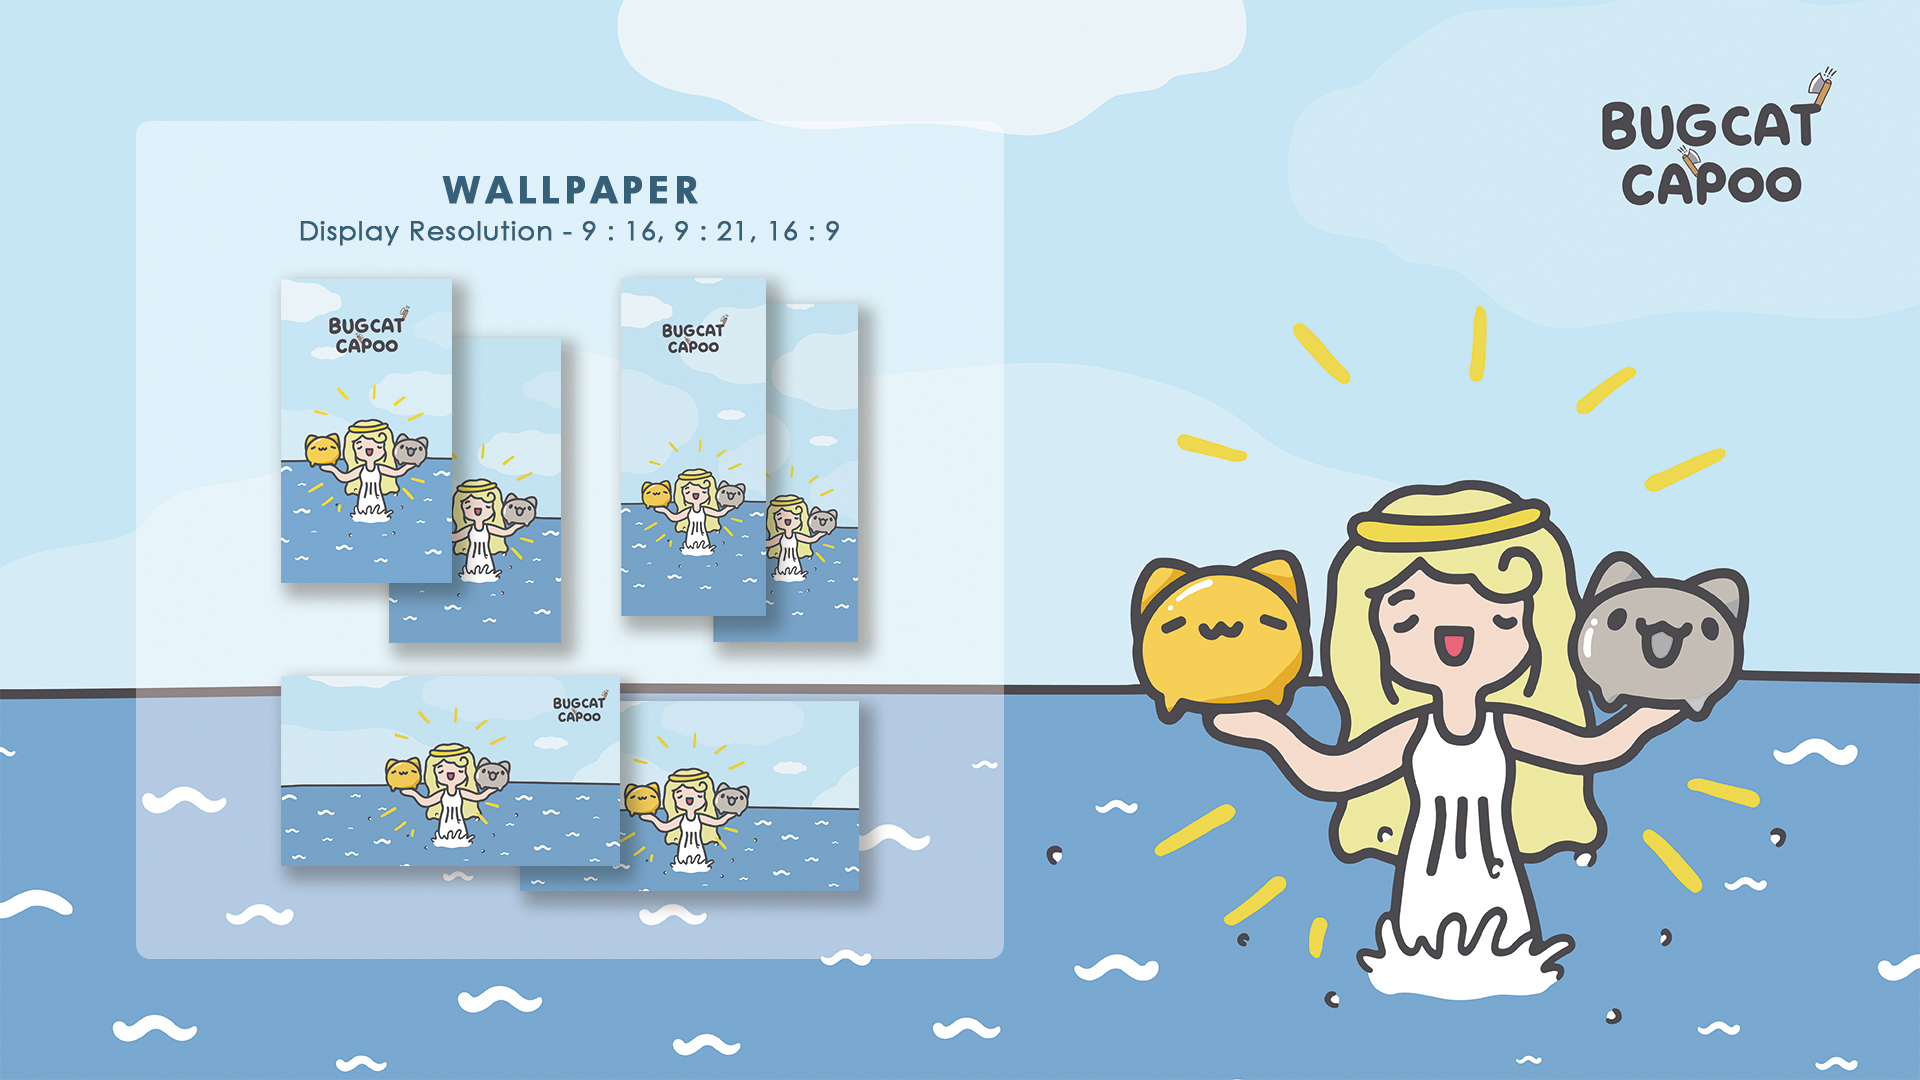 WALLPAPER
Display Resolution - 9 : 16, 9 : 21, 16 : 9
BUGCAT
CAPOO
BUGCAT
CAPOO
BUGCAT
CAPOO
BUGCAT
CAPOO